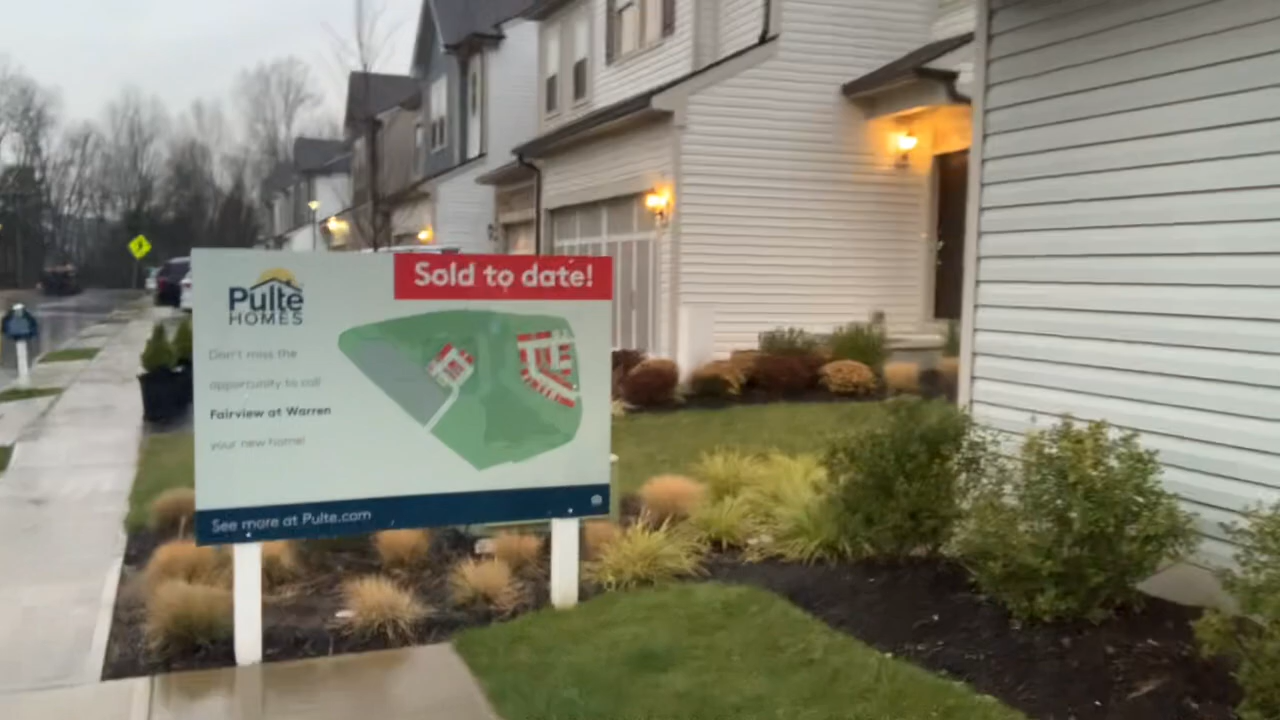 Pulte
HOMES
Sold to date!
Don't miss the
opportunity to call
Fairview at Warren
your new home!
See more at Pulte.com